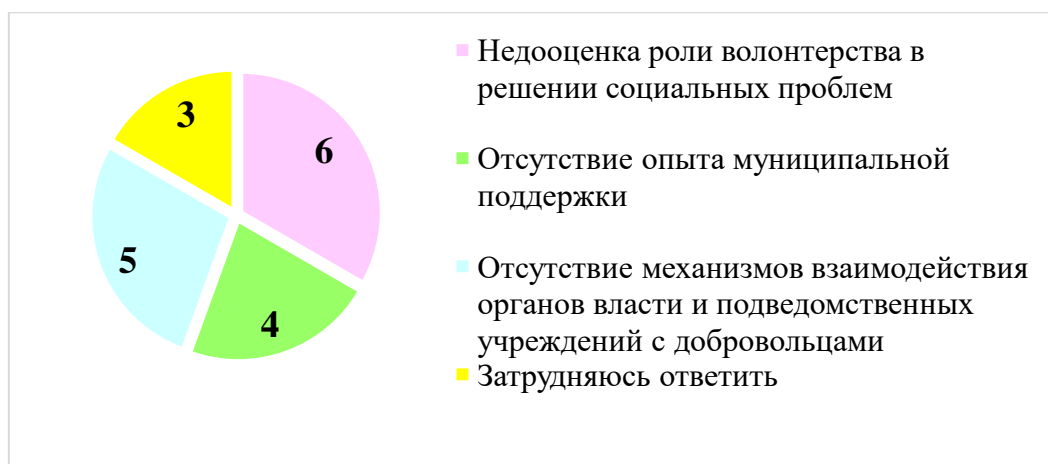 3
6
5
4
Недооценка роли волонтерства в
решении социальных проблем
Отсутствие опыта муниципальной
поддержки
Отсутствие механизмов взаимодействия
органов власти и подведомственных
учреждений с добровольцами
Затрудняюсь ответить